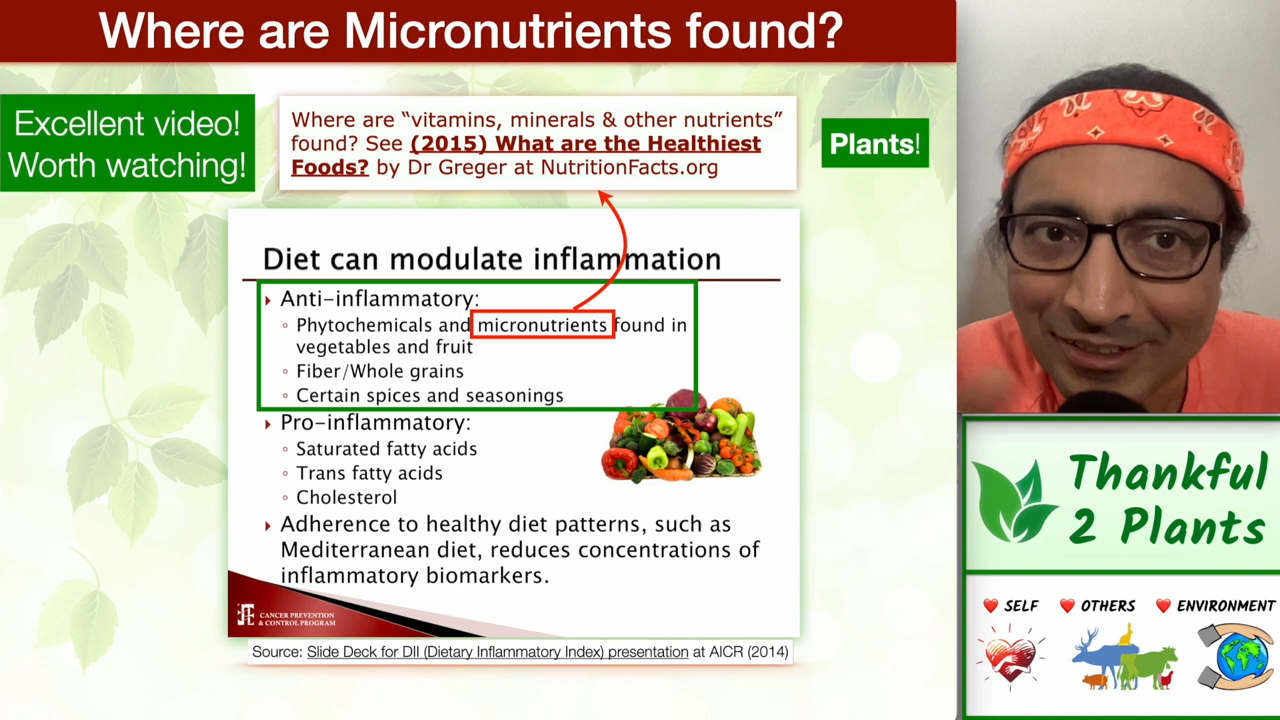 Where are Micronutrients found?
Excellent video!
Worth watching!
Where are “vitamins, minerals & other nutrients”
found? See (2015) What are the Healthiest
Foods? by Dr Greger at NutritionFacts.org
Plants!
Diet can modulate inflammation
Anti-inflammatory:
Phytochemicals and micronutrients found in
vegetables and fruit
Fiber/Whole grains
Certain spices and seasonings
Pro-inflammatory:
Saturated fatty acids
Trans fatty acids
Cholesterol
Adherence to healthy diet patterns, such as
Mediterranean diet, reduces concentrations of
inflammatory biomarkers.
CANCER PREVENTION
& CONTROL PROGRAM
Source: Slide Deck for DII (Dietary Inflammatory Index) presentation at AICR (2014)
Thankful
2 Plants
SELF
OTHERS
ENVIRONMENT